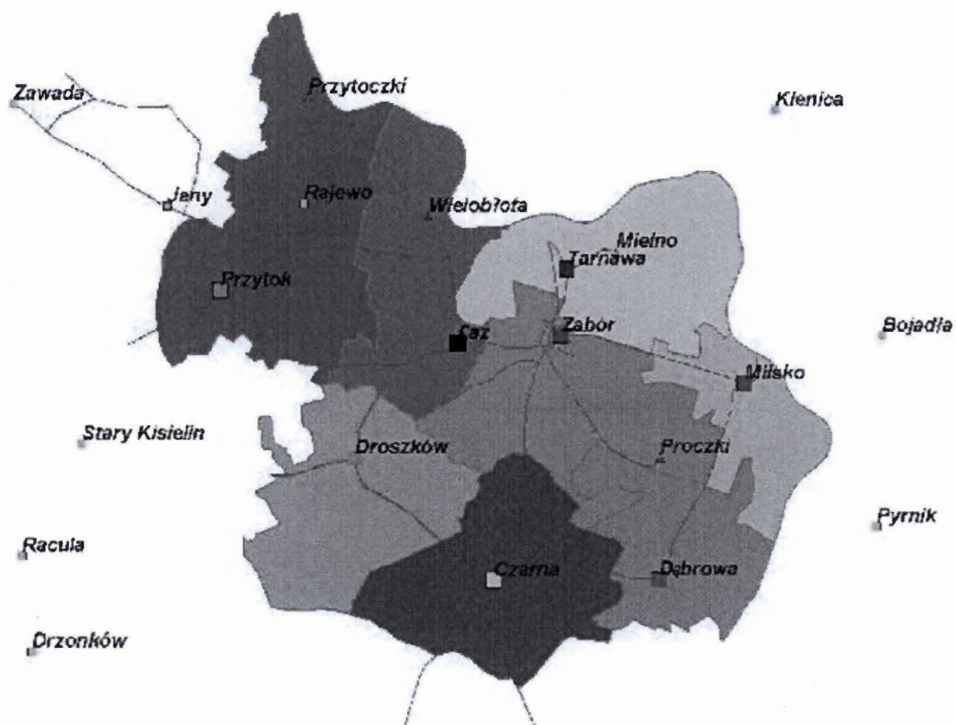 Przytoczki
Zawada
Klenica
Jany
Rajewo
Wielobłota
Mielno
Tarnawa
Przytok
Łaz
Zabór
Bojadła
Milsko
Stary Kisielin
Droszków
Proczki
Pyrnik
Racula
Czarna
Dąbrowa
Drzonków